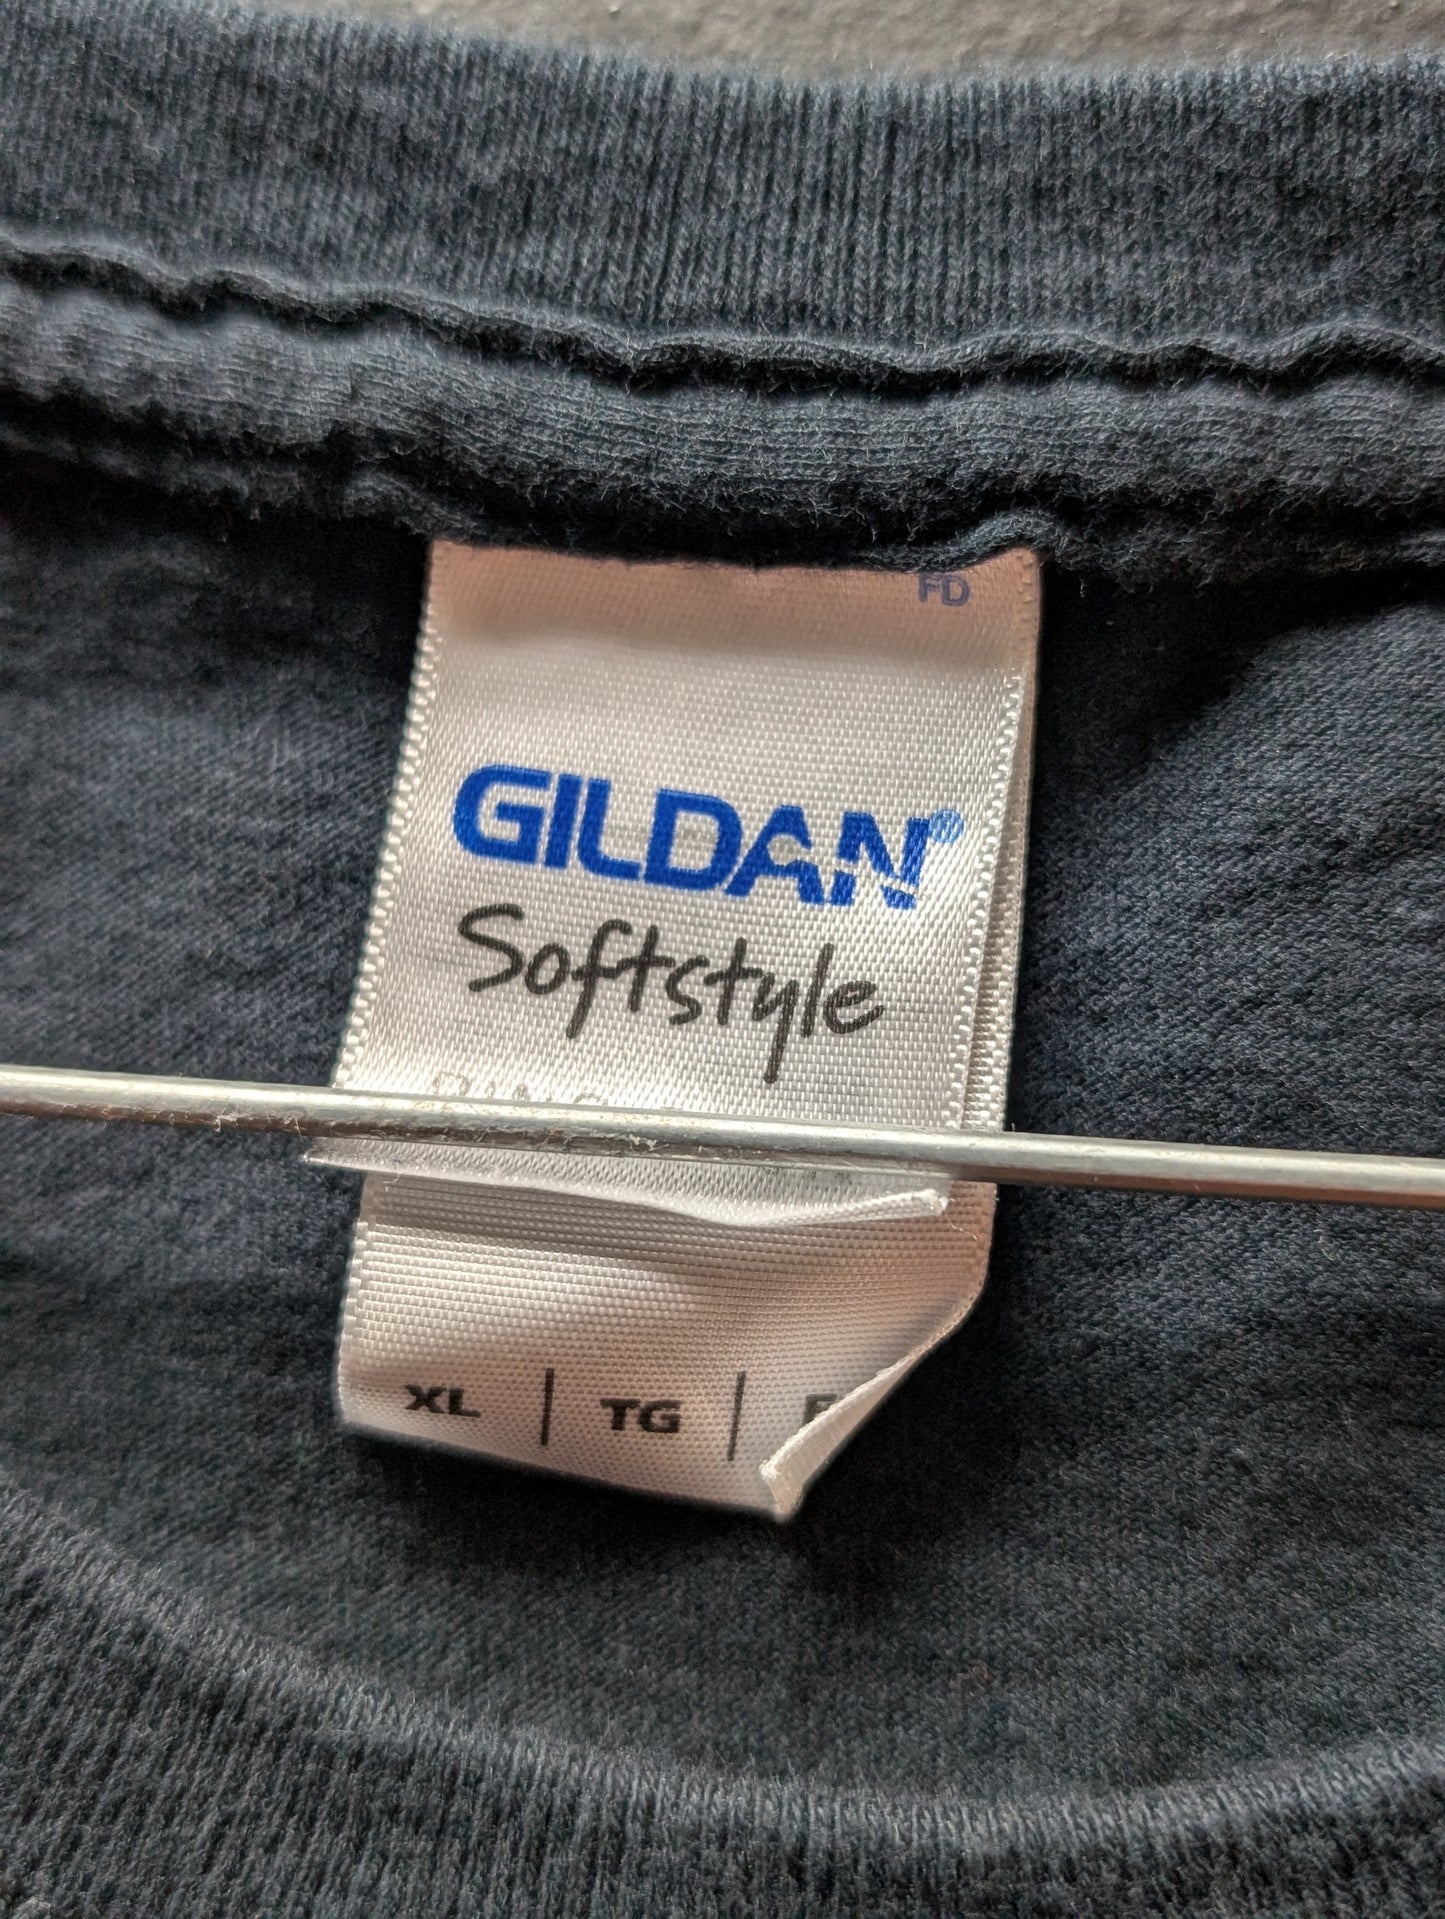 FD
GILDAN®
Softstyle
XL | TG |